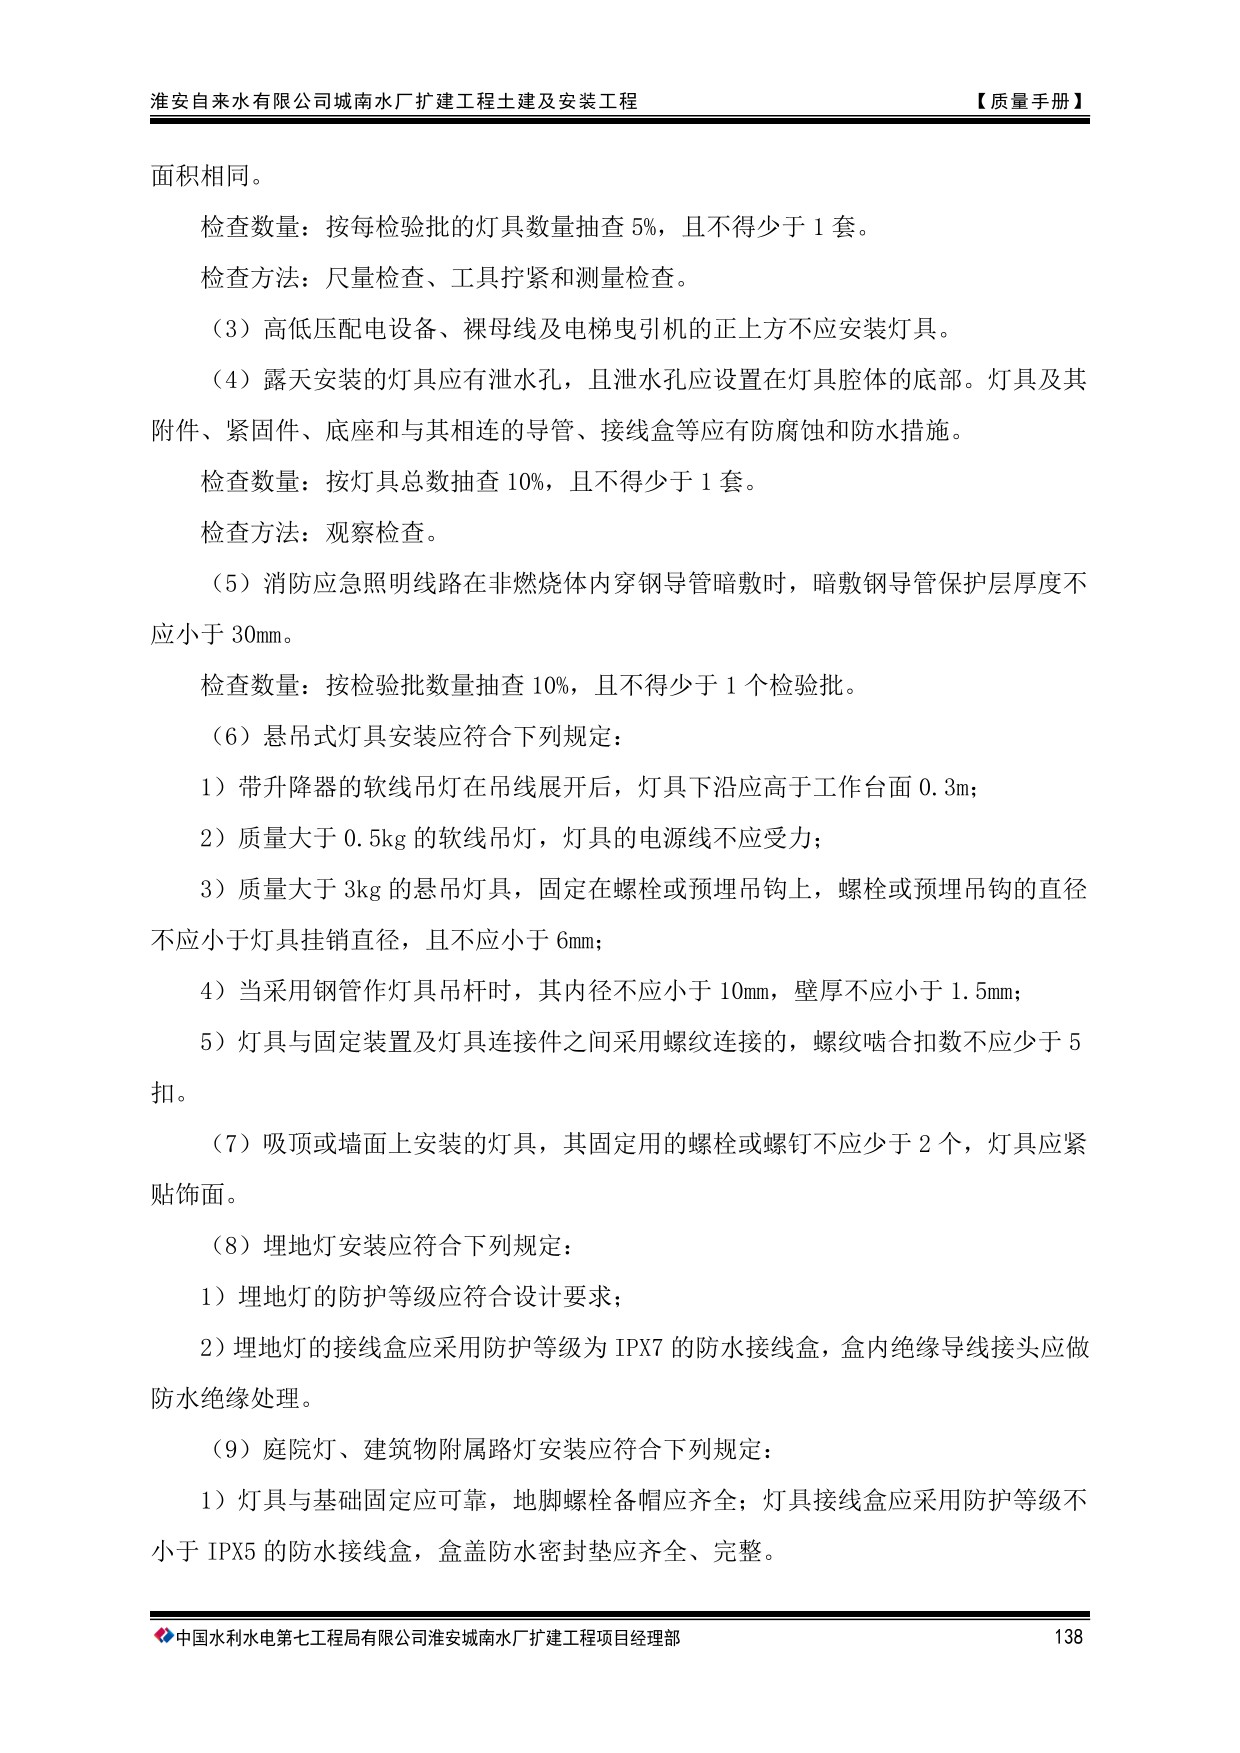 淮安自来水有限公司城南水厂扩建工程土建及安装工程 【质量手册】
面积相同。
检查数量：按每检验批的灯具数量抽查 5%，且不得少于 1 套。
检查方法：尺量检查、工具拧紧和测量检查。
（3）高低压配电设备、裸母线及电梯曳引机的正上方不应安装灯具。
（4）露天安装的灯具应有泄水孔，且泄水孔应设置在灯具腔体的底部。灯具及其
附件、紧固件、底座和与其相连的导管、接线盒等应有防腐蚀和防水措施。
检查数量：按灯具总数抽查 10%，且不得少于 1 套。
检查方法：观察检查。
（5）消防应急照明线路在非燃烧体内穿钢导管暗敷时，暗敷钢导管保护层厚度不
应小于 30mm。
检查数量：按检验批数量抽查 10%，且不得少于 1 个检验批。
（6）悬吊式灯具安装应符合下列规定：
1）带升降器的软线吊灯在吊线展开后，灯具下沿应高于工作台面 0.3m；
2）质量大于 0.5kg 的软线吊灯，灯具的电源线不应受力；
3）质量大于 3kg 的悬吊灯具，固定在螺栓或预埋吊钩上，螺栓或预埋吊钩的直径
不应小于灯具挂销直径，且不应小于 6mm；
4）当采用钢管作灯具吊杆时，其内径不应小于 10mm，壁厚不应小于 1.5mm；
5）灯具与固定装置及灯具连接件之间采用螺纹连接的，螺纹啮合扣数不应少于 5
扣。
（7）吸顶或墙面上安装的灯具，其固定用的螺栓或螺钉不应少于 2 个，灯具应紧
贴饰面。
（8）埋地灯安装应符合下列规定：
1）埋地灯的防护等级应符合设计要求；
2）埋地灯的接线盒应采用防护等级为 IPX7 的防水接线盒，盒内绝缘导线接头应做
防水绝缘处理。
（9）庭院灯、建筑物附属路灯安装应符合下列规定：
1）灯具与基础固定应可靠，地脚螺栓备帽应齐全；灯具接线盒应采用防护等级不
小于 IPX5 的防水接线盒，盒盖防水密封垫应齐全、完整。
中国水利水电第七工程局有限公司淮安城南水厂扩建工程项目经理部 138